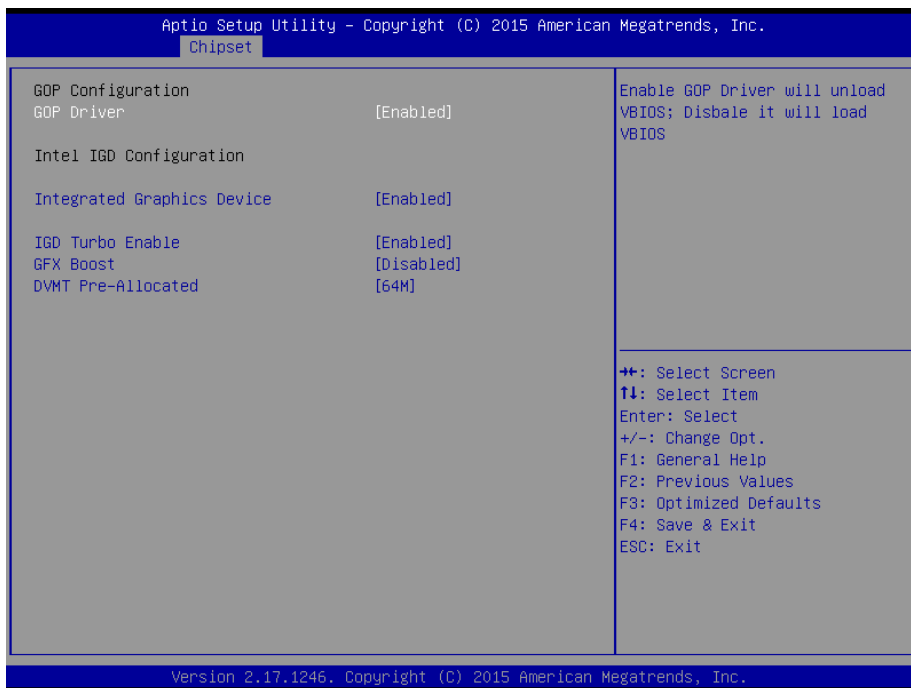 Aptio Setup Utility – Copyright (C) 2015 American Megatrends, Inc.
Chipset
GOP Configuration
GOP Driver [Enabled]
Intel IGD Configuration
Integrated Graphics Device [Enabled]
IGD Turbo Enable [Enabled]
GFX Boost [Disabled]
DVMT Pre-Allocated [64M]
Enable GOP Driver will unload
VBIOS; Disbale it will load
VBIOS
→←: Select Screen
↑↓: Select Item
Enter: Select
+/-: Change Opt.
F1: General Help
F2: Previous Values
F3: Optimized Defaults
F4: Save & Exit
ESC: Exit
Version 2.17.1246. Copyright (C) 2015 American Megatrends, Inc.